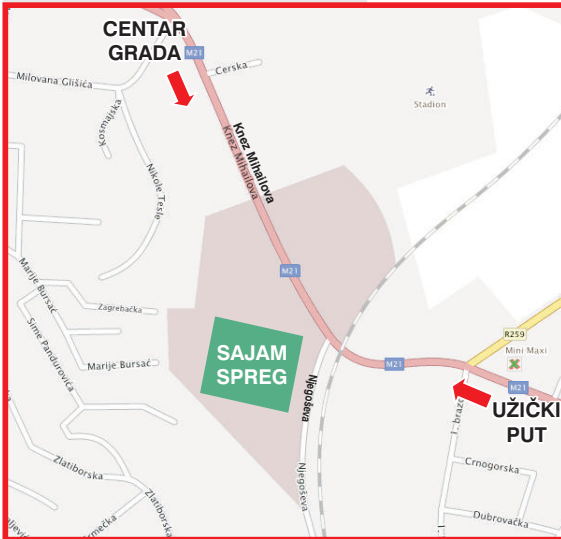 CENTAR
GRADA
M21
Cerska
Milovana Glišića
Kosmajska
Stadion
Knez Mihailova
Knez Mihailova
Nikole Tesle
Marije Bursać
M21
Zagrebačka
Sime Pandurovića
R259
Mini Maxi
SAJAM
SPREG
Marije Bursać
M21
M21
Njegoševa
UŽIČKI
PUT
Zlatiborska
Crnogorska
Njegoševa
Zlatiborska
Dubrovačka